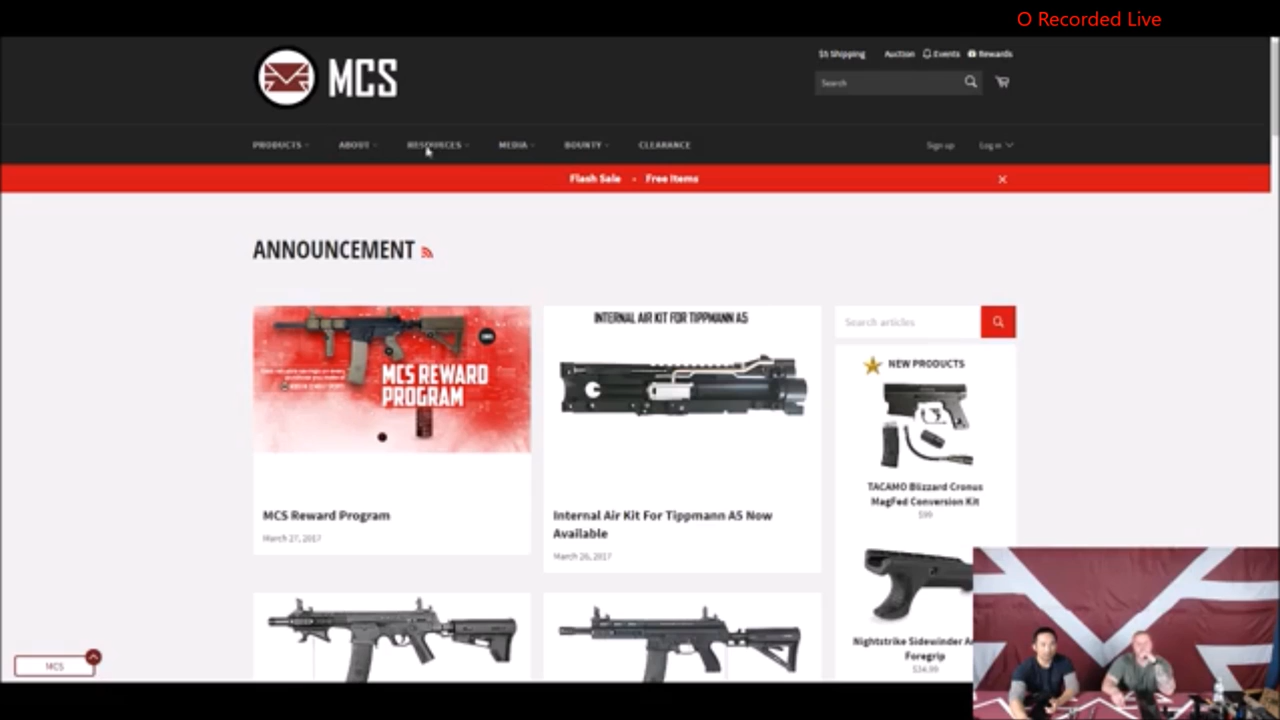 O Recorded Live
MCS
$5 Shipping Auction Events Rewards
Search
PRODUCTS ABOUT RESOURCES MEDIA BOUNTY CLEARANCE Sign up Log in
Flash Sale - Free Items
ANNOUNCEMENT
INTERNAL AIR KIT FOR TIPPMANN A5
Search articles
NEW PRODUCTS
MCS REWARD
PROGRAM
TACAMO Blizzard Cronus
MagFed Conversion Kit
$99
MCS Reward Program
March 27, 2017
Internal Air Kit For Tippmann A5 Now
Available
March 26, 2017
Nightstrike Sidewinder
Foregrip
$34.99
MCS